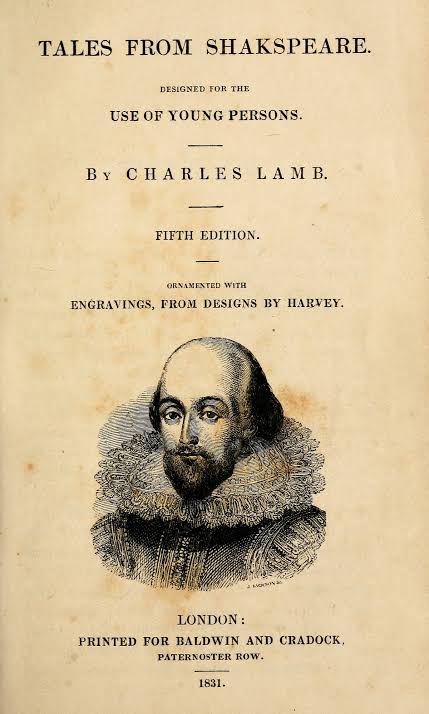 TALES FROM SHAKSPEARE.
DESIGNED FOR THE
USE OF YOUNG PERSONS.
BY CHARLES LAMB.
FIFTH EDITION.
ORNAMENTED WITH
ENGRAVINGS, FROM DESIGNS BY HARVEY.
LONDON:
PRINTED FOR BALDWIN AND CRADOCK,
PATERNOSTER ROW.
1831.